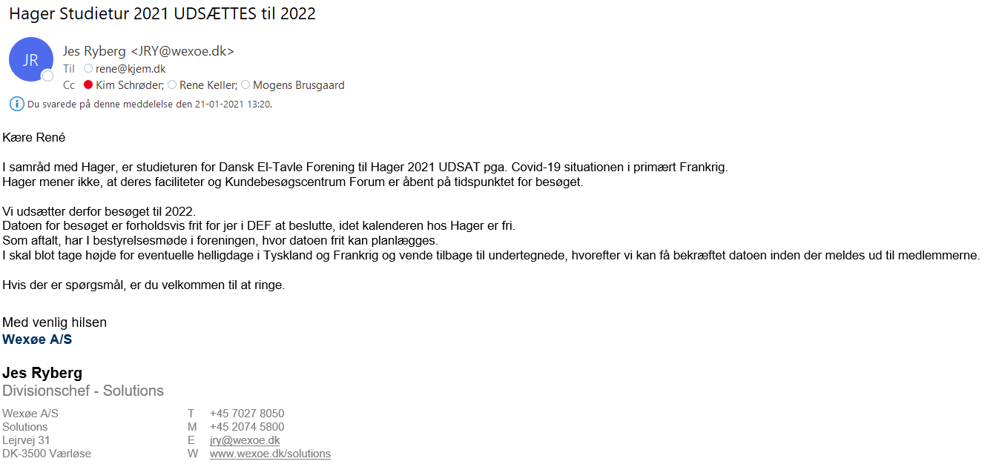 Hager Studietur 2021 UDSÆTTES til 2022
JR
Jes Ryberg <JRY@wexoe.dk>
Til rene@kjem.dk
Cc Kim Schrøder; Rene Keller; Mogens Brusgaard
Du svarede på denne meddelelse den 21-01-2021 13:20.
Kære René
I samråd med Hager, er studieturen for Dansk El-Tavle Forening til Hager 2021 UDSAT pga. Covid-19 situationen i primært Frankrig.
Hager mener ikke, at deres faciliteter og Kundebesøgscentrum Forum er åbent på tidspunktet for besøget.
Vi udsætter derfor besøget til 2022.
Datoen for besøget er forholdsvis frit for jer i DEF at beslutte, idet kalenderen hos Hager er fri.
Som aftalt, har I bestyrelsesmøde i foreningen, hvor datoen frit kan planlægges.
I skal blot tage højde for eventuelle helligdage i Tyskland og Frankrig og vende tilbage til undertegnede, hvorefter vi kan få bekræftet datoen inden der meldes ud til medlemmerne.
Hvis der er spørgsmål, er du velkommen til at ringe.
Med venlig hilsen
Wexøe A/S
Jes Ryberg
Divisionschef - Solutions
Wexøe A/S T +45 7027 8050
Solutions M +45 2074 5800
Lejrvej 31 E jry@wexoe.dk
DK-3500 Værløse W www.wexoe.dk/solutions